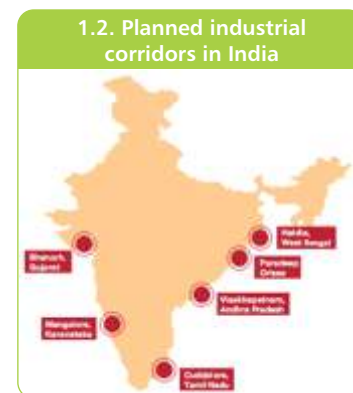 1.2. Planned industrial
corridors in India
Haldia,
West Bengal
Bharuch,
Gujarat
Paradeep
Orissa
Visakhapatnam,
Andhra Pradesh
Mangalore,
Karnataka
Cuddalore,
Tamil Nadu